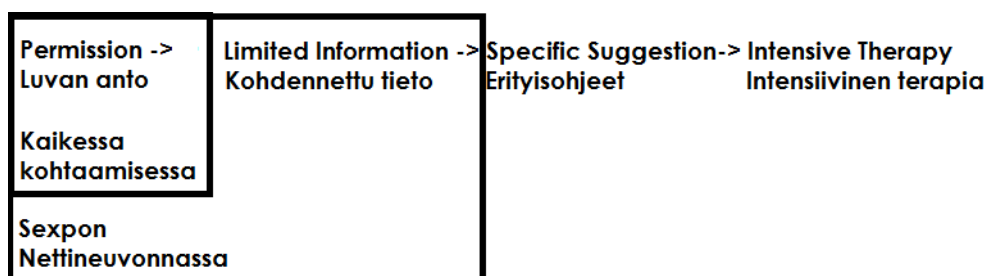 Permission -> Limited Information -> Specific Suggestion-> Intensive Therapy
Luvan anto Kohdennettu tieto Erityisohjeet Intensiivinen terapia
Kaikessa
kohtaamisessa
Sexpon
Nettineuvonnassa